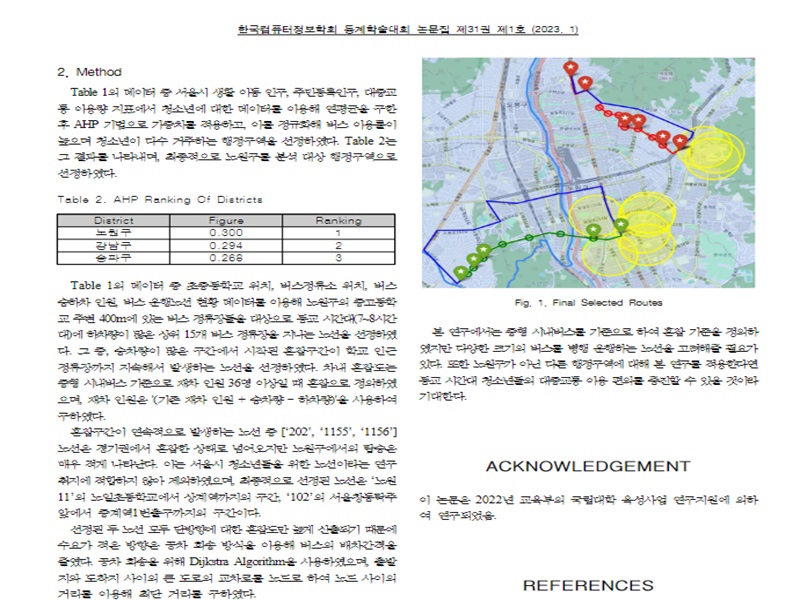 한국컴퓨터정보학회 동계학술대회 논문집 제31권 제1호 (2023. 1)
2. Method
Table 1의 데이터 중 서울시 생활 이동 인구, 주민등록인구, 대중교
통 이용량 지표에서 청소년에 대한 데이터를 이용해 연평균을 구한
후 AHP 기법으로 가중치를 적용하고, 이를 정규화해 버스 이용률이
높으며 청소년이 다수 거주하는 행정구역을 선정하였다. Table 2는
그 결과를 나타내며, 최종적으로 노원구를 분석 대상 행정구역으로
선정하였다.
Table 2. AHP Ranking Of Districts
District Figure Ranking
노원구 0.300 1
강남구 0.294 2
송파구 0.266 3
Table 1의 데이터 중 초중등학교 위치, 버스정류소 위치, 버스
승하차 인원, 버스 운행노선 현황 데이터를 이용해 노원구의 중고등학
교 주변 400m에 있는 버스 정류장들을 대상으로 등교 시간대(7~8시간
대)에 하차량이 많은 상위 15개 버스 정류장을 지나는 노선을 선정하였
다. 그 중, 승차량이 많은 구간에서 시작된 혼잡구간이 학교 인근
정류장까지 지속해서 발생하는 노선을 선정하였다. 차내 혼잡도는
중형 시내버스 기준으로 재차 인원 36명 이상일 때 혼잡으로 정의하였
으며, 재차 인원은 '(기존 재차 인원 + 승차량 - 하차량)'을 사용하여
구하였다.
혼잡구간이 연속적으로 발생하는 노선 중 ['202', '1155', '1156']
노선은 경기권에서 혼잡한 상태로 넘어오지만 노원구에서의 탑승은
매우 적게 나타난다. 이는 서울시 청소년들을 위한 노선이라는 연구
취지에 적합하지 않아 제외하였으며, 최종적으로 선정된 노선은 '노원
11'의 노일초등학교에서 상계역까지의 구간, '102'의 서울창동탁주
앞에서 중계역1번출구까지의 구간이다.
선정된 두 노선 모두 단방향에 대한 혼잡도만 높게 산출되기 때문에
수요가 적은 방향은 공차 회송 방식을 이용해 버스의 배차간격을
줄였다. 공차 회송을 위해 Dijkstra Algorithm을 사용하였으며, 출발
지와 도착지 사이의 큰 도로의 교차로를 노드로 하여 노드 사이의
거리를 이용해 최단 거리를 구하였다.
Fig. 1. Final Selected Routes
본 연구에서는 중형 시내버스를 기준으로 하여 혼잡 기준을 정의하
였지만 다양한 크기의 버스를 병행 운행하는 노선을 고려해줄 필요가
있다. 또한 노원구가 아닌 다른 행정구역에 대해 본 연구를 적용한다면
등교 시간대 청소년들의 대중교통 이용 편의를 증진할 수 있을 것이라
기대한다.
ACKNOWLEDGEMENT
이 논문은 2022년 교육부의 국립대학 육성사업 연구지원에 의하
여 연구되었음.
REFERENCES